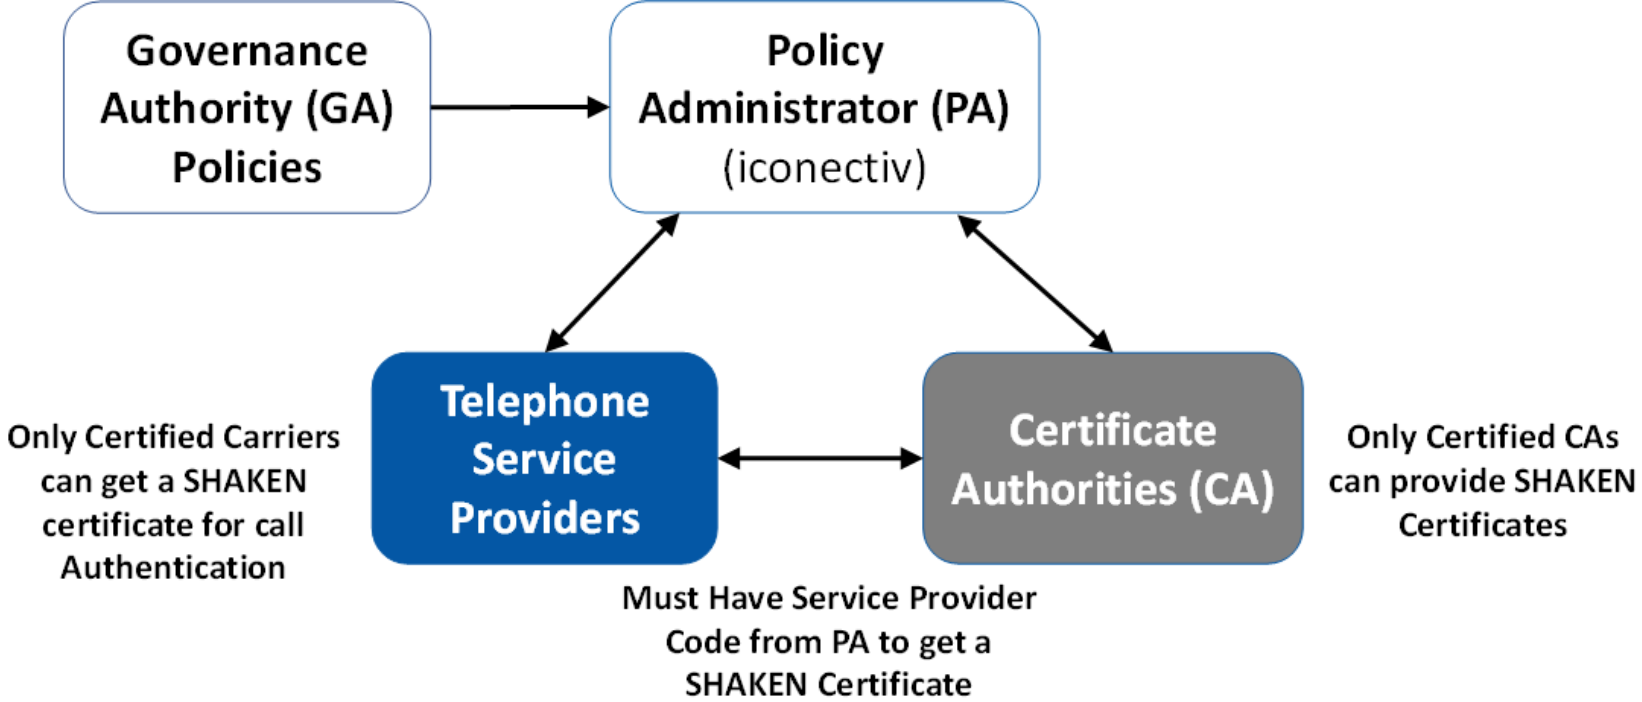 Governance
Authority (GA)
Policies
Policy
Administrator (PA)
(iconectiv)
Only Certified Carriers
can get a SHAKEN
certificate for call
Authentication
Telephone
Service
Providers
Certificate
Authorities (CA)
Only Certified CAs
can provide SHAKEN
Certificates
Must Have Service Provider
Code from PA to get a
SHAKEN Certificate